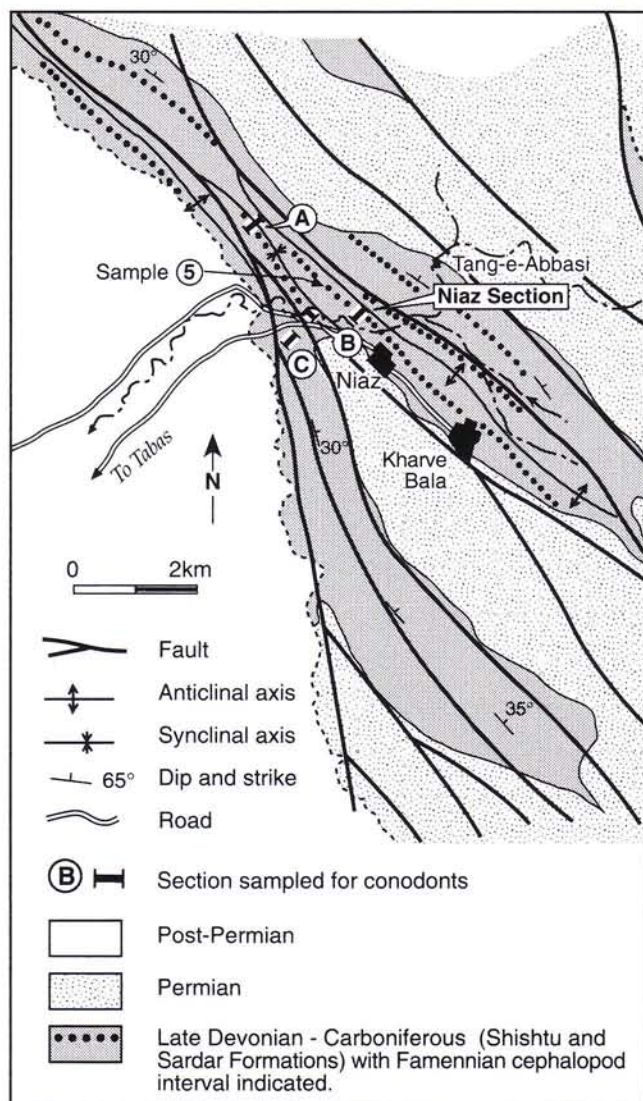 30°
A
Tang-e-Abbasi
Sample 5
Niaz Section
B
Niaz
C
To Tabas
N
30°
Kharve
Bala
0 2km
35°
Fault
Anticlinal axis
Synclinal axis
65° Dip and strike
Road
B Section sampled for conodonts
Post-Permian
Permian
Late Devonian - Carboniferous (Shishtu and
Sardar Formations) with Famennian cephalopod
interval indicated.